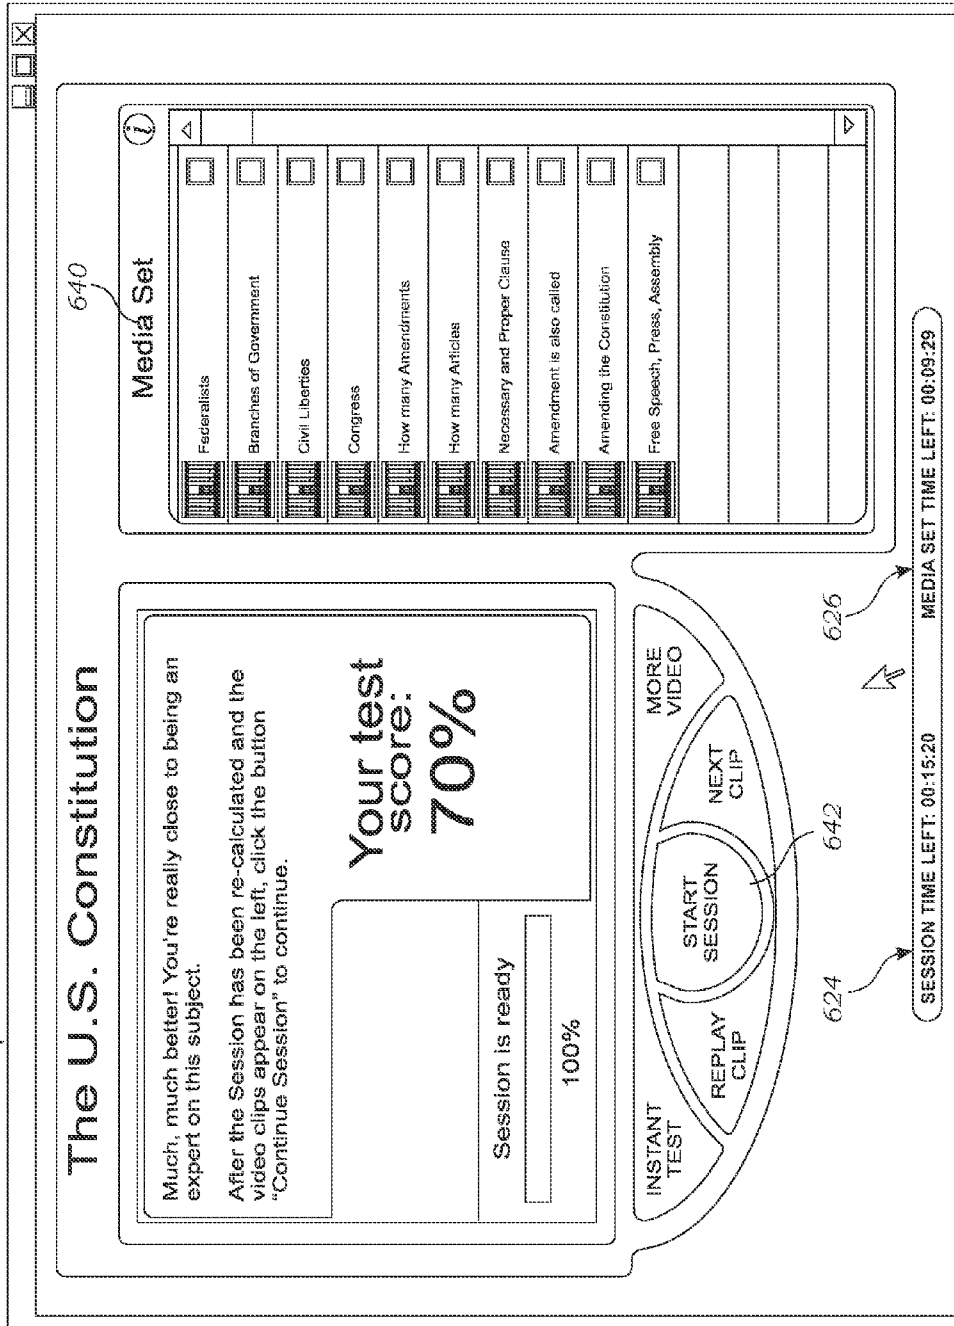 The U.S. Constitution
Much, much better! You're really close to being an
expert on this subject.
After the Session has been re-calculated and the
video clips appear on the left, click the button
"Continue Session" to continue.
Your test
score:
70%
Session is ready
100%
INSTANT
TEST
REPLAY
CLIP
START
SESSION
NEXT
CLIP
MORE
VIDEO
642
640
Media Set
i
Federalists
Branches of Government
Civil Liberties
Congress
How many Amendments
How many Articles
Necessary and Proper Clause
Amendment is also called
Amending the Constitution
Free Speech, Press, Assembly
624
626
SESSION TIME LEFT: 00:15:20 MEDIA SET TIME LEFT: 00:09:29